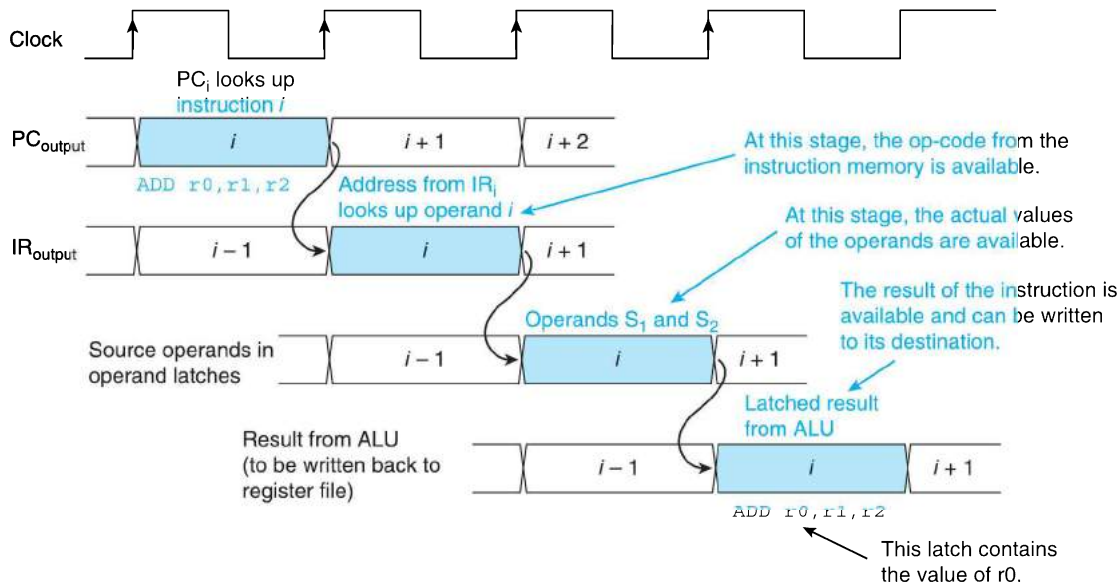 Clock
PCi looks up
instruction i
PCoutput
i
i + 1
i + 2
At this stage, the op-code from the
instruction memory is available.
ADD r0,r1,r2
Address from IRi
looks up operand i
IRoutput
i – 1
i
i + 1
At this stage, the actual values
of the operands are available.
The result of the instruction is
available and can be written
to its destination.
Operands S1 and S2
Source operands in
operand latches
i – 1
i
i + 1
Latched result
from ALU
Result from ALU
(to be written back to
register file)
i – 1
i
i + 1
ADD r0,r1,r2
This latch contains
the value of r0.